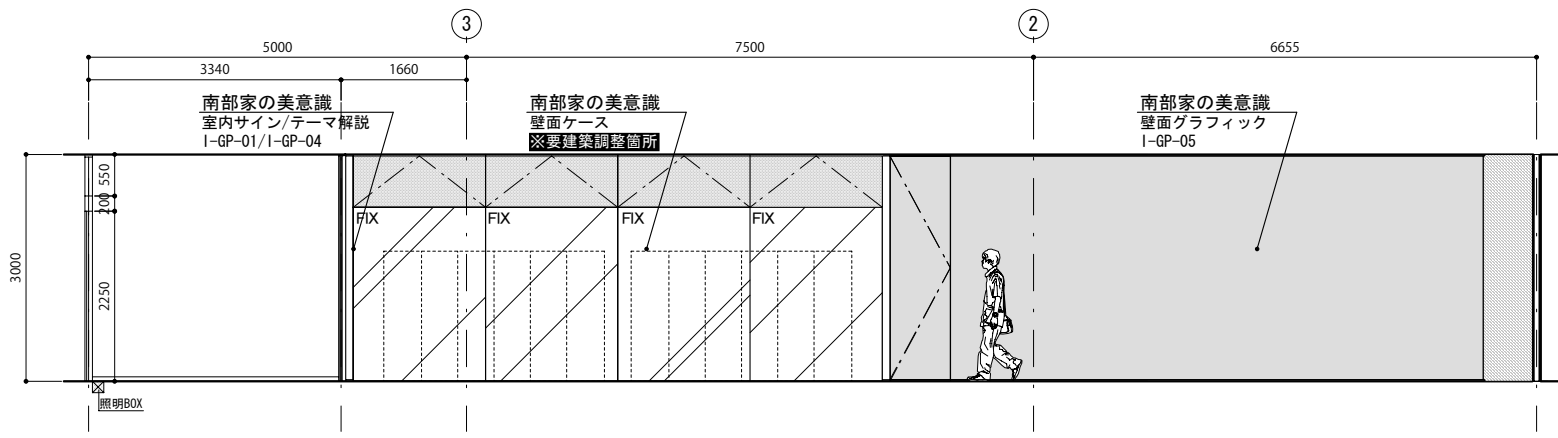 3
2
5000
7500
6655
3340
1660
南部家の美意識
室内サイン/テーマ解説
I-GP-01/I-GP-04
南部家の美意識
壁面ケース
※要建築調整箇所
南部家の美意識
壁面グラフィック
I-GP-05
550
200
2250
3000
FIX
FIX
FIX
FIX
照明BOX